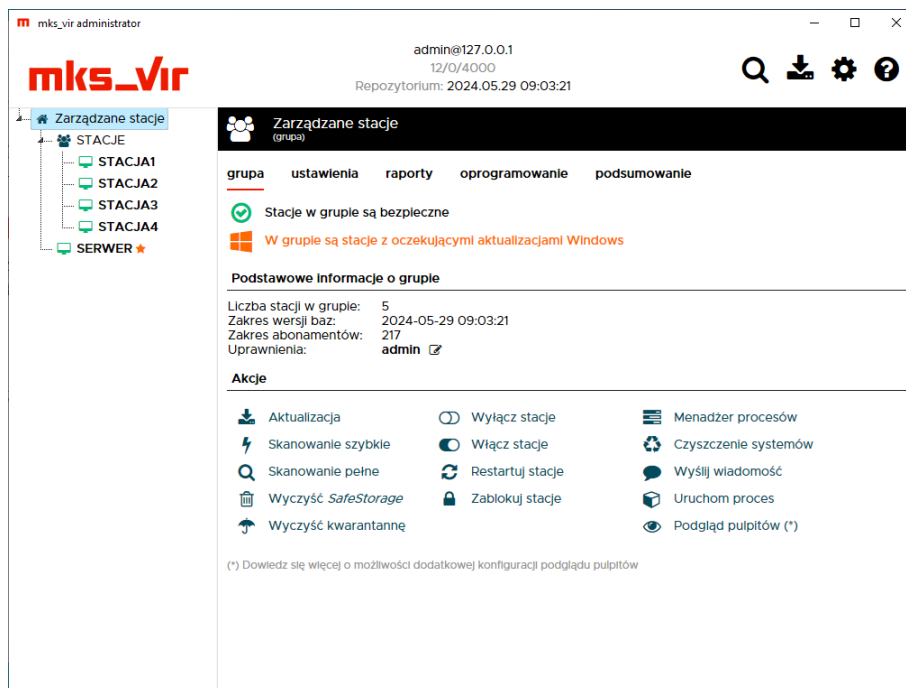 mks_vir administrator
mks_vir
admin@127.0.0.1
12/0/4000
Repozytorium: 2024.05.29 09:03:21
Zarządzane stacje
STACJE
STACJA1
STACJA2
STACJA3
STACJA4
SERWER
Zarządzane stacje
(grupa)
grupa ustawienia raporty oprogramowanie podsumowanie
Stacje w grupie są bezpieczne
W grupie są stacje z oczekującymi aktualizacjami Windows
Podstawowe informacje o grupie
Liczba stacji w grupie: 5
Zakres wersji baz: 2024-05-29 09:03:21
Zakres abonamentów: 217
Uprawnienia: admin
Akcje
Aktualizacja Wyłącz stacje Menadżer procesów
Skanowanie szybkie Włącz stacje Czyszczenie systemów
Skanowanie pełne Restartuj stacje Wyślij wiadomość
Wyczyść SafeStorage Zablokuj stacje Uruchom proces
Wyczyść kwarantannę Podgląd pulpitów (*)
(*) Dowiedz się więcej o możliwości dodatkowej konfiguracji podglądu pulpitów